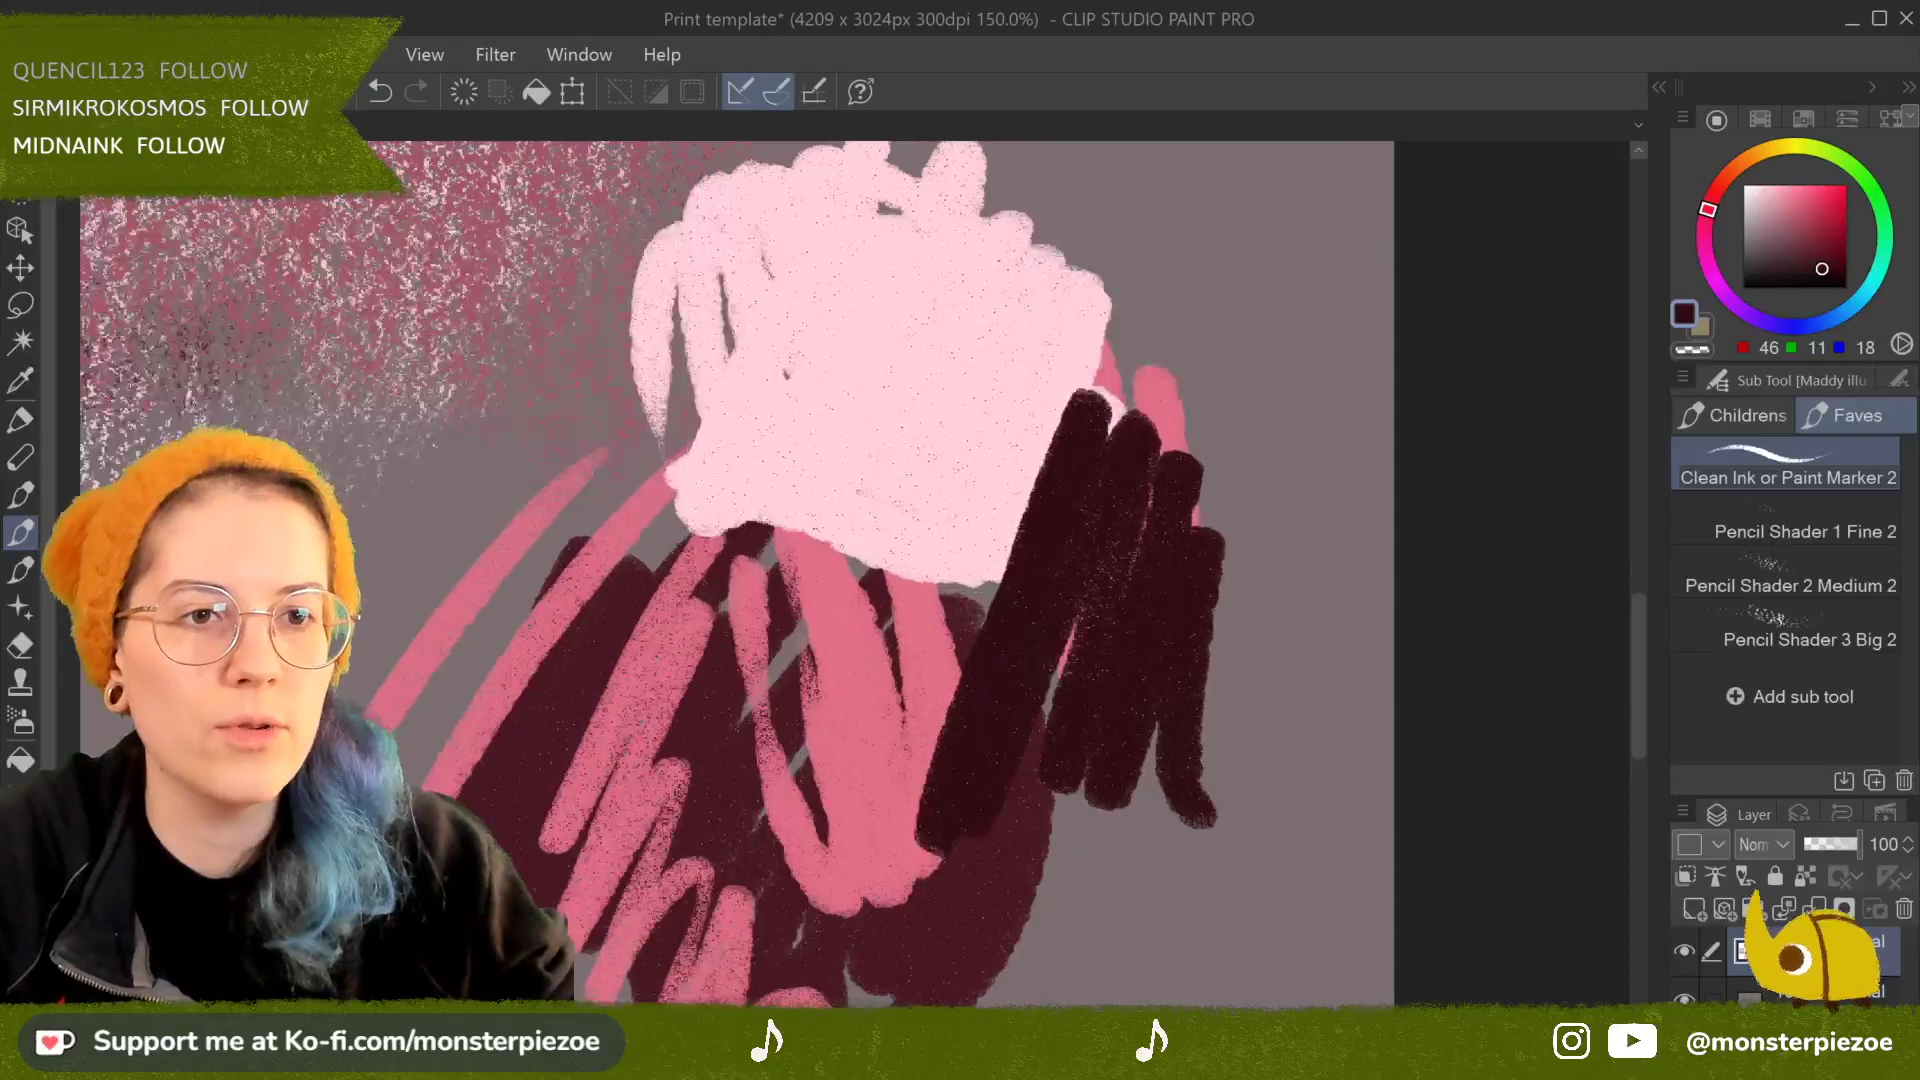 Print template* (4209 x 3024px 300dpi 150.0%) - CLIP STUDIO PAINT PRO
View Filter Window Help
QUENCIL123 FOLLOW
SIRMIKROKOSMOS FOLLOW
MIDNAINK FOLLOW
46 11 18
Sub Tool [Maddy illu
Childrens Faves
Clean Ink or Paint Marker 2
Pencil Shader 1 Fine 2
Pencil Shader 2 Medium 2
Pencil Shader 3 Big 2
Add sub tool
Layer
Norr 100
al
al
Support me at Ko-fi.com/monsterpiezoe
@monsterpiezoe